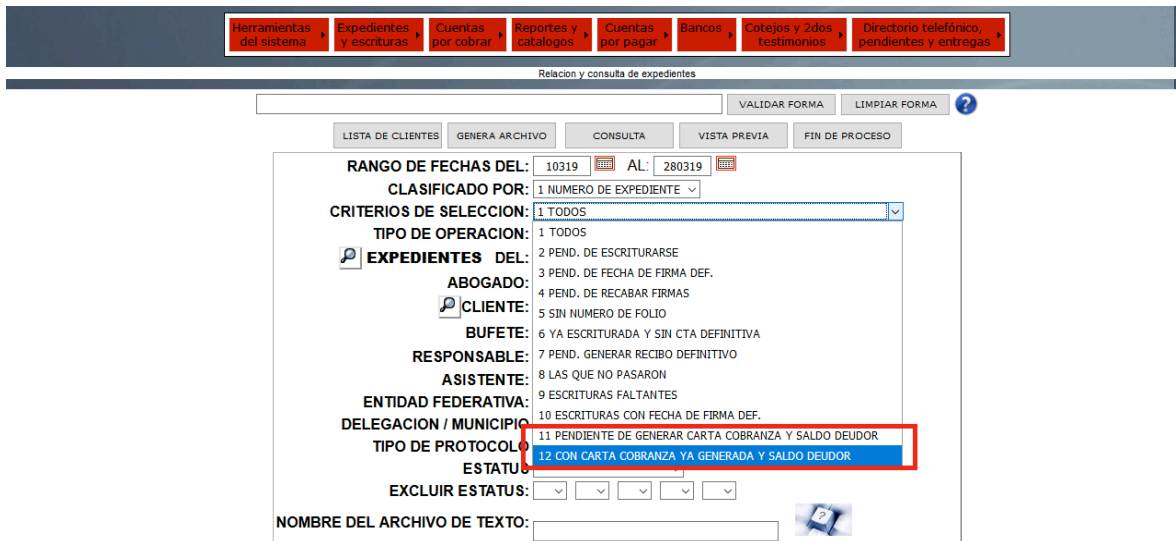 Herramientas del sistema
Expedientes y escrituras
Cuentas por cobrar
Reportes y catalogos
Cuentas por pagar
Bancos
Cotejos y 2dos testimonios
Directorio telefónico, pendientes y entregas
Relacion y consulta de expedientes
VALIDAR FORMA LIMPIAR FORMA ?
LISTA DE CLIENTES GENERA ARCHIVO CONSULTA VISTA PREVIA FIN DE PROCESO
RANGO DE FECHAS DEL: 10319 AL: 280319
CLASIFICADO POR: 1 NUMERO DE EXPEDIENTE
CRITERIOS DE SELECCION: 1 TODOS
TIPO DE OPERACION: 1 TODOS
2 PEND. DE ESCRITURARSE
EXPEDIENTES DEL:
3 PEND. DE FECHA DE FIRMA DEF.
ABOGADO:
4 PEND. DE RECABAR FIRMAS
CLIENTE:
5 SIN NUMERO DE FOLIO
BUFETE: 6 YA ESCRITURADA Y SIN CTA DEFINITIVA
RESPONSABLE: 7 PEND. GENERAR RECIBO DEFINITIVO
8 LAS QUE NO PASARON
ASISTENTE:
9 ESCRITURAS FALTANTES
ENTIDAD FEDERATIVA:
10 ESCRITURAS CON FECHA DE FIRMA DEF.
DELEGACION / MUNICIPIO
11 PENDIENTE DE GENERAR CARTA COBRANZA Y SALDO DEUDOR
TIPO DE PROTOCOLO
12 CON CARTA COBRANZA YA GENERADA Y SALDO DEUDOR
ESTATUS
EXCLUIR ESTATUS:
NOMBRE DEL ARCHIVO DE TEXTO:
?